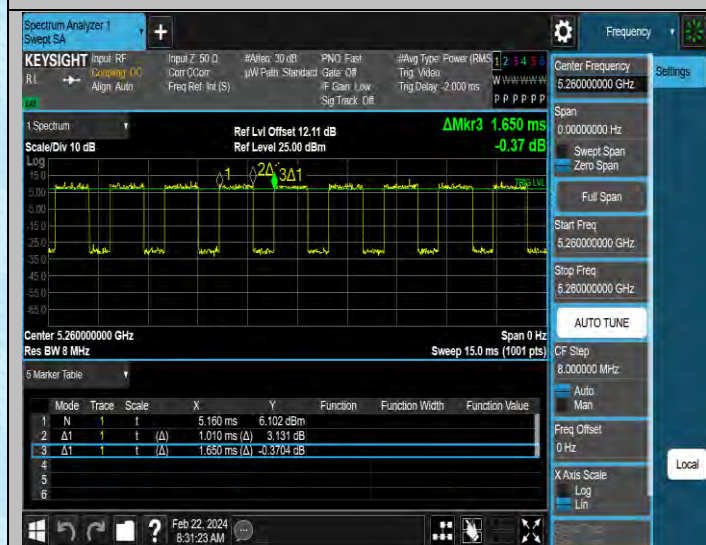 Spectrum Analyzer 1
Swept SA
Frequency
KEYSIGHT
RL
Input: RF
Coupling: DC
Align: Auto
Input Z: 50 Ω
Corr CCorr
Freq Ref: Int (S)
#Atten: 30 dB
µW Path: Standard
PNO: Fast
Gate: Off
IF Gain: Low
Sig Track: Off
#Avg Type: Power (RMS
Trig: Video
Trig Delay: -2.000 ms
1 2 3 4 5 6
W W W W W W
P P P P P P
1 Spectrum
Scale/Div 10 dB
Ref Lvl Offset 12.11 dB
Ref Level 25.00 dBm
ΔMkr3 1.650 ms
-0.37 dB
Log
15.0
5.00
-5.00
-15.0
-25.0
-35.0
-45.0
-55.0
-65.0
1
2Δ1
3Δ1
TRIG LVL
Center 5.260000000 GHz
Res BW 8 MHz
Span 0 Hz
Sweep 15.0 ms (1001 pts)
5 Marker Table
Mode Trace Scale X Y Function Function Width Function Value
1 N 1 t 5.160 ms 6.102 dBm
2 Δ1 1 t (Δ) 1.010 ms (Δ) 3.131 dB
3 Δ1 1 t (Δ) 1.650 ms (Δ) -0.3704 dB
4
5
6
Feb 22, 2024
8:31:23 AM
Center Frequency
5.260000000 GHz
Span
0.00000000 Hz
Swept Span
Zero Span
Full Span
Start Freq
5.260000000 GHz
Stop Freq
5.260000000 GHz
AUTO TUNE
CF Step
8.000000 MHz
Auto
Man
Freq Offset
0 Hz
X Axis Scale
Log
Lin
Settings
Local